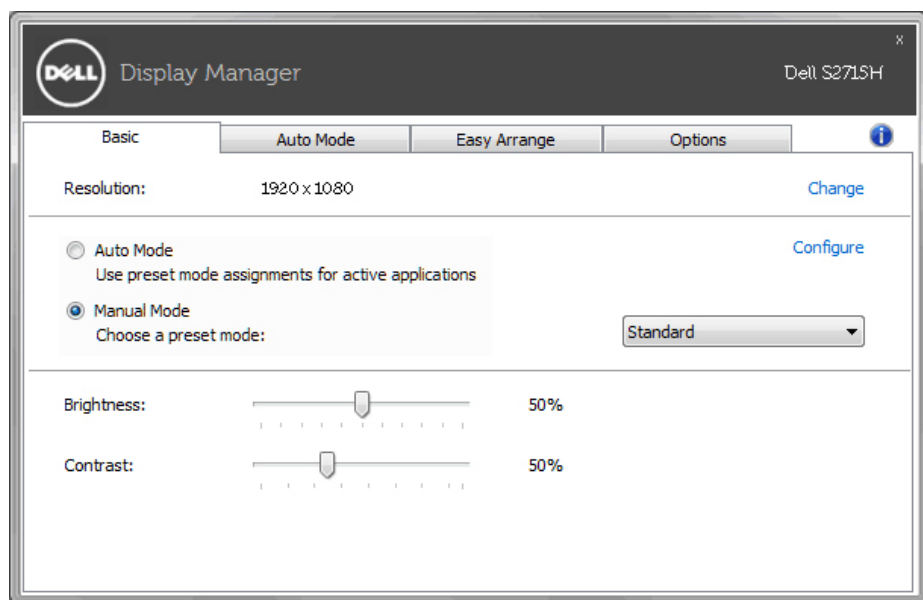 x
DELL Display Manager Dell S2715H
Basic Auto Mode Easy Arrange Options i
Resolution: 1920 x 1080 Change
Auto Mode Configure
Use preset mode assignments for active applications
Manual Mode
Choose a preset mode: Standard
Brightness: 50%
Contrast: 50%